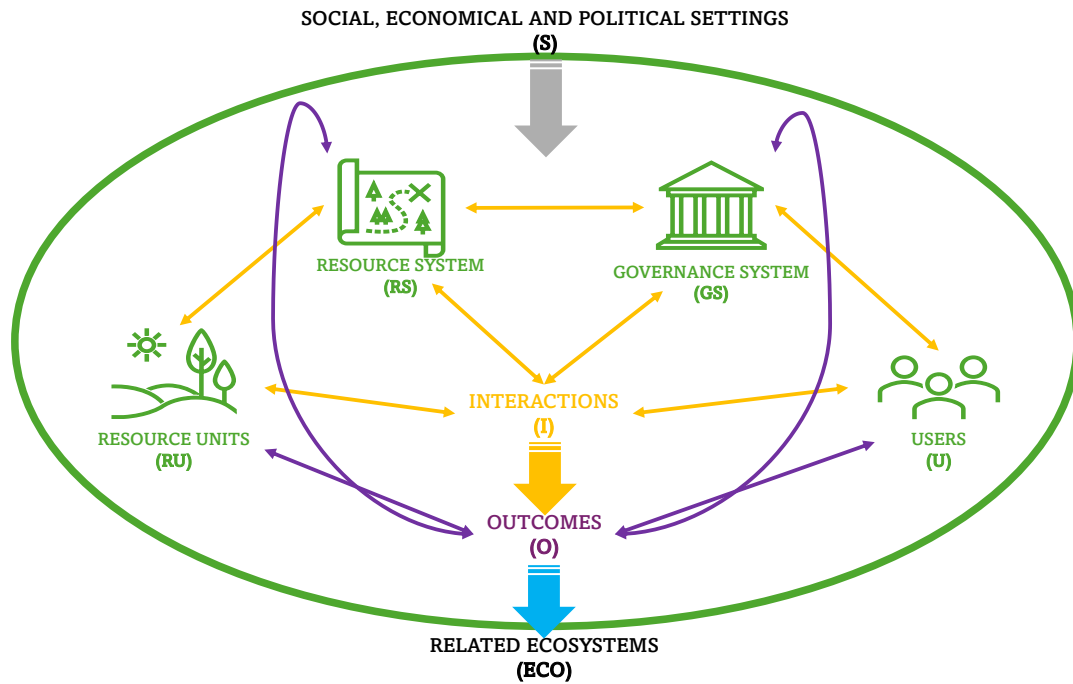 SOCIAL, ECONOMICAL AND POLITICAL SETTINGS
(S)
RESOURCE SYSTEM
(RS)
GOVERNANCE SYSTEM
(GS)
INTERACTIONS
(I)
RESOURCE UNITS
(RU)
USERS
(U)
OUTCOMES
(O)
RELATED ECOSYSTEMS
(ECO)